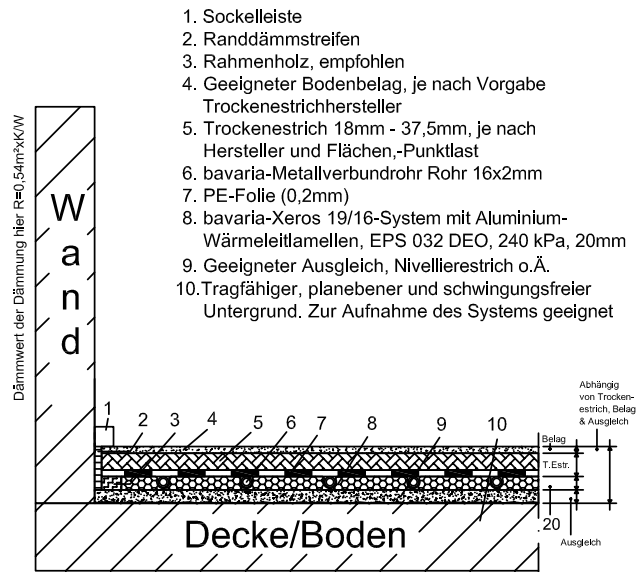 1. Sockelleiste
2. Randdämmstreifen
3. Rahmenholz, empfohlen
4. Geeigneter Bodenbelag, je nach Vorgabe
Trockenestrichhersteller
5. Trockenestrich 18mm - 37,5mm, je nach
Hersteller und Flächen,-Punktlast
6. bavaria-Metallverbundrohr Rohr 16x2mm
7. PE-Folie (0,2mm)
8. bavaria-Xeros 19/16-System mit Aluminium-
Wärmeleitlamellen, EPS 032 DEO, 240 kPa, 20mm
9. Geeigneter Ausgleich, Nivellierestrich o.Ä.
10.Tragfähiger, planebener und schwingungsfreier
Untergrund. Zur Aufnahme des Systems geeignet
Dämmwert der Dämmung hier R=0,54m²xK/W
Wand
1
2 3 4 5 6 7 8 9 10
Abhängig
von Trocken-
estrich, Belag
& Ausgleich
Belag
T.Estr.
20
Ausgleich
Decke/Boden